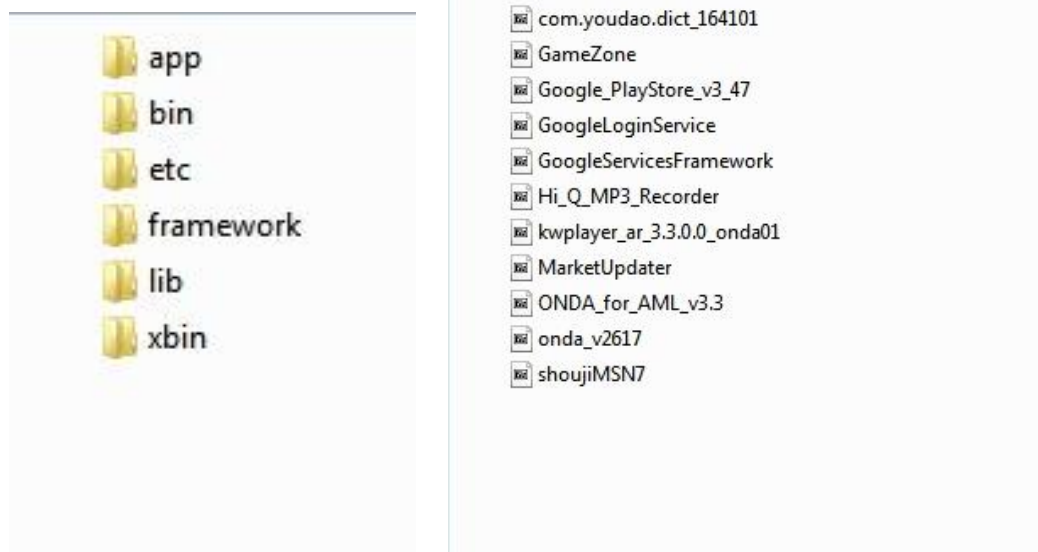 app
bin
etc
framework
lib
xbin
com.youdao.dict_164101
GameZone
Google_PlayStore_v3_47
GoogleLoginService
GoogleServicesFramework
Hi_Q_MP3_Recorder
kwplayer_ar_3.3.0.0_onda01
MarketUpdater
ONDA_for_AML_v3.3
onda_v2617
shoujiMSN7